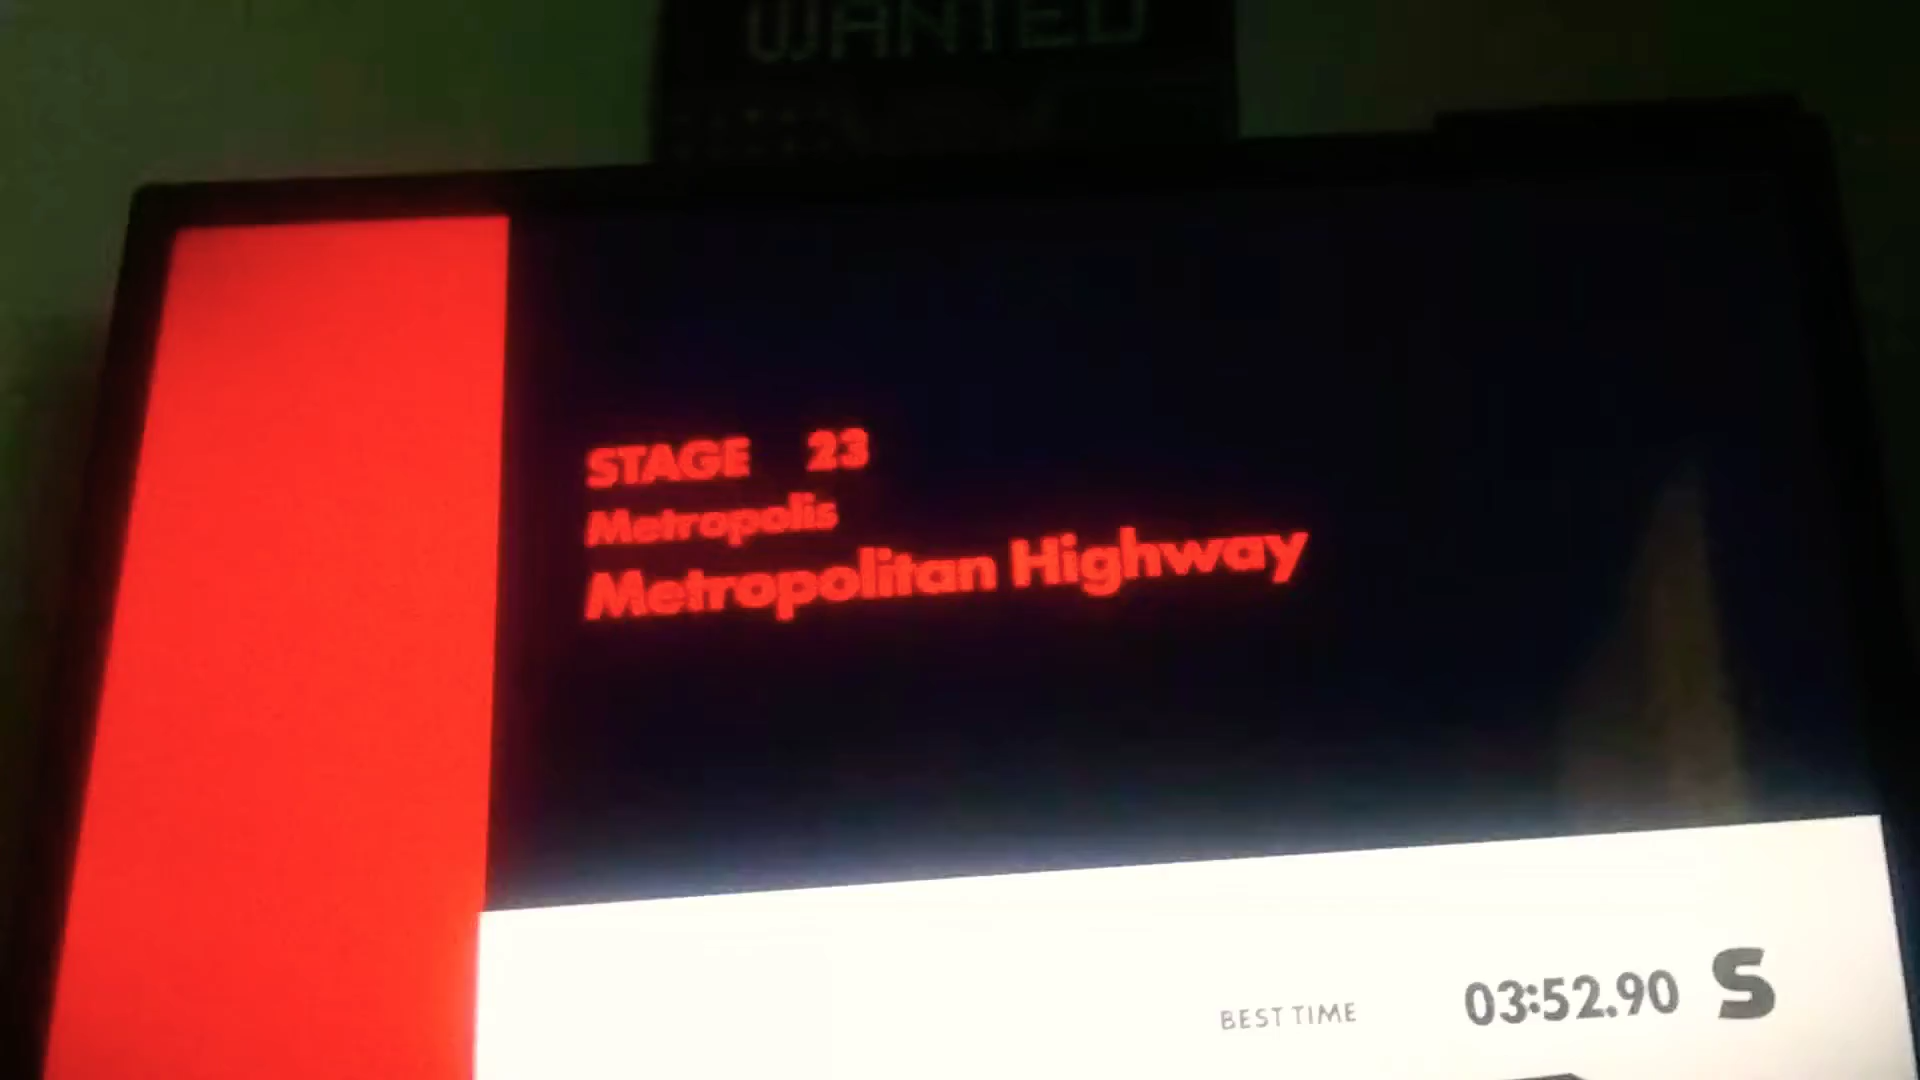 WANTED
STAGE 23
Metropolis
Metropolitan Highway
BEST TIME 03:52.90 S